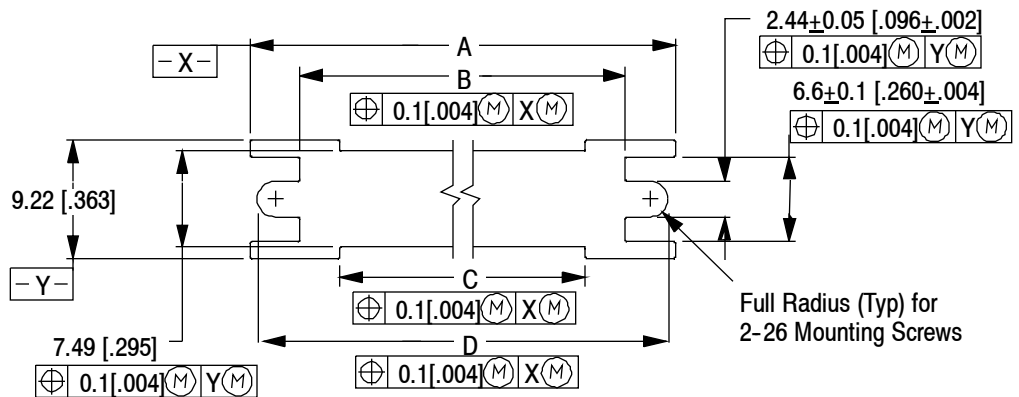 A
2.44±0.05 [.096±.002]
⌖ 0.1[.004]Ⓜ YⓂ
-X-
B
⌖ 0.1[.004]Ⓜ XⓂ
6.6±0.1 [.260±.004]
⌖ 0.1[.004]Ⓜ YⓂ
9.22 [.363]
-Y-
C
⌖ 0.1[.004]Ⓜ XⓂ
Full Radius (Typ) for
2-26 Mounting Screws
7.49 [.295]
⌖ 0.1[.004]Ⓜ YⓂ
D
⌖ 0.1[.004]Ⓜ XⓂ